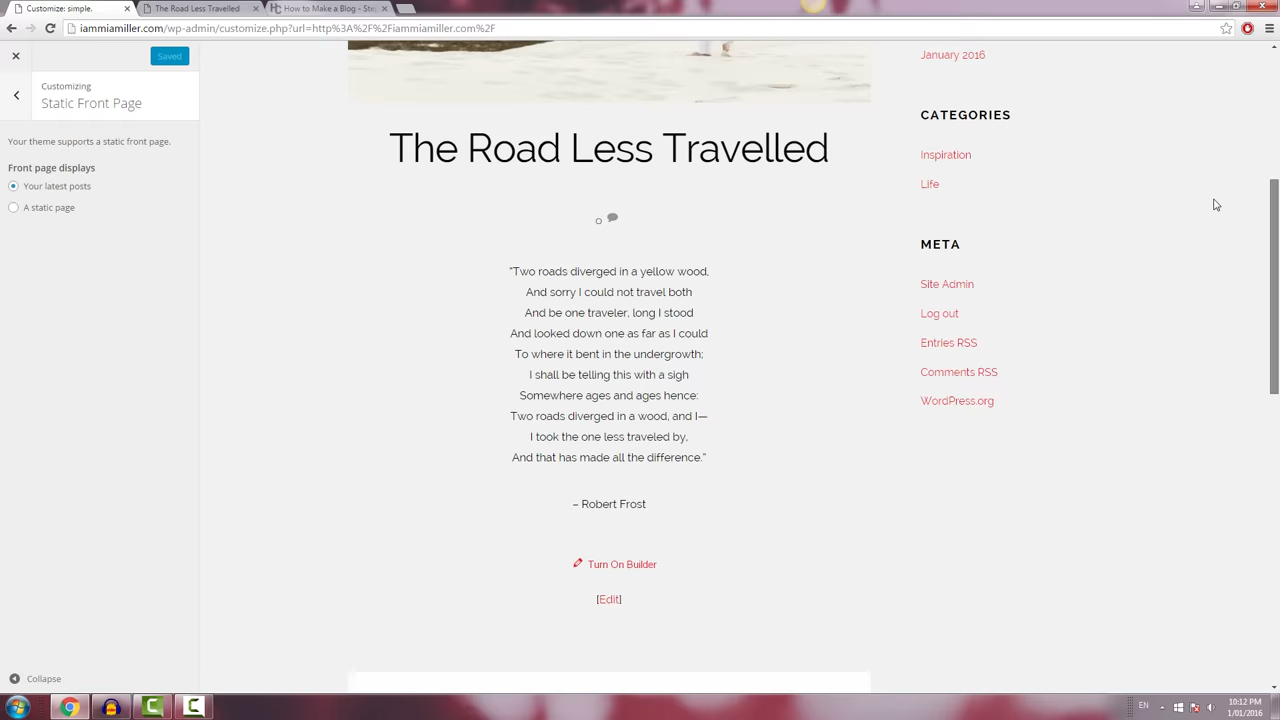 Customize: simple.
The Road Less Travelled
How to Make a Blog - Step
iammiamiller.com/wp-admin/customize.php?url=http%3A%2F%2Fiammiamiller.com%2F
Saved
Customizing
Static Front Page
Your theme supports a static front page.
Front page displays
Your latest posts
A static page
The Road Less Travelled
0
"Two roads diverged in a yellow wood,
And sorry I could not travel both
And be one traveler, long I stood
And looked down one as far as I could
To where it bent in the undergrowth;
I shall be telling this with a sigh
Somewhere ages and ages hence:
Two roads diverged in a wood, and I—
I took the one less traveled by,
And that has made all the difference."
– Robert Frost
Turn On Builder
[Edit]
January 2016
CATEGORIES
Inspiration
Life
META
Site Admin
Log out
Entries RSS
Comments RSS
WordPress.org
Collapse
EN
10:12 PM
1/01/2016